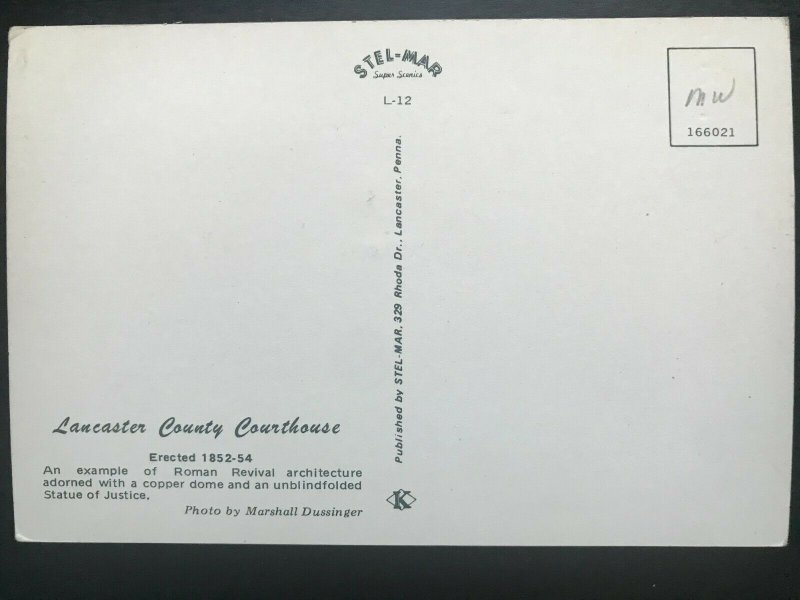 STEL-MAR
Super Scenics
L-12
MW
166021
Published by STEL-MAR, 329 Rhoda Dr., Lancaster, Penna.
Lancaster County Courthouse
Erected 1852-54
An example of Roman Revival architecture
adorned with a copper dome and an unblindfolded
Statue of Justice.
Photo by Marshall Dussinger
K